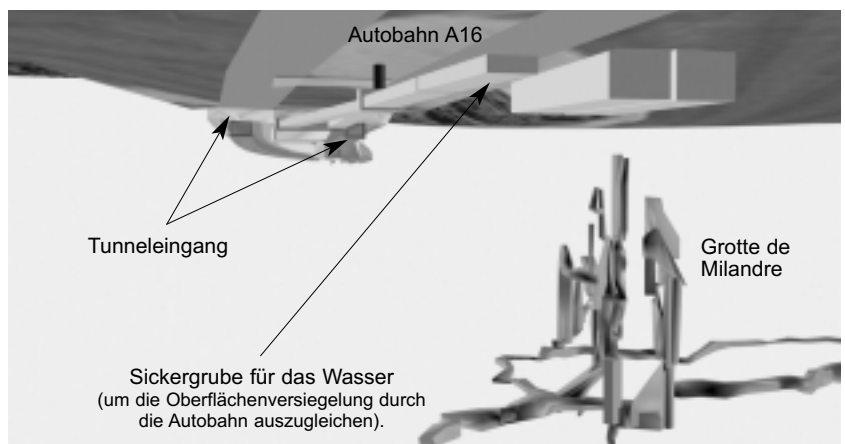 Autobahn A16
Tunneleingang
Grotte de
Milandre
Sickergrube für das Wasser
(um die Oberflächenversiegelung durch
die Autobahn auszugleichen).